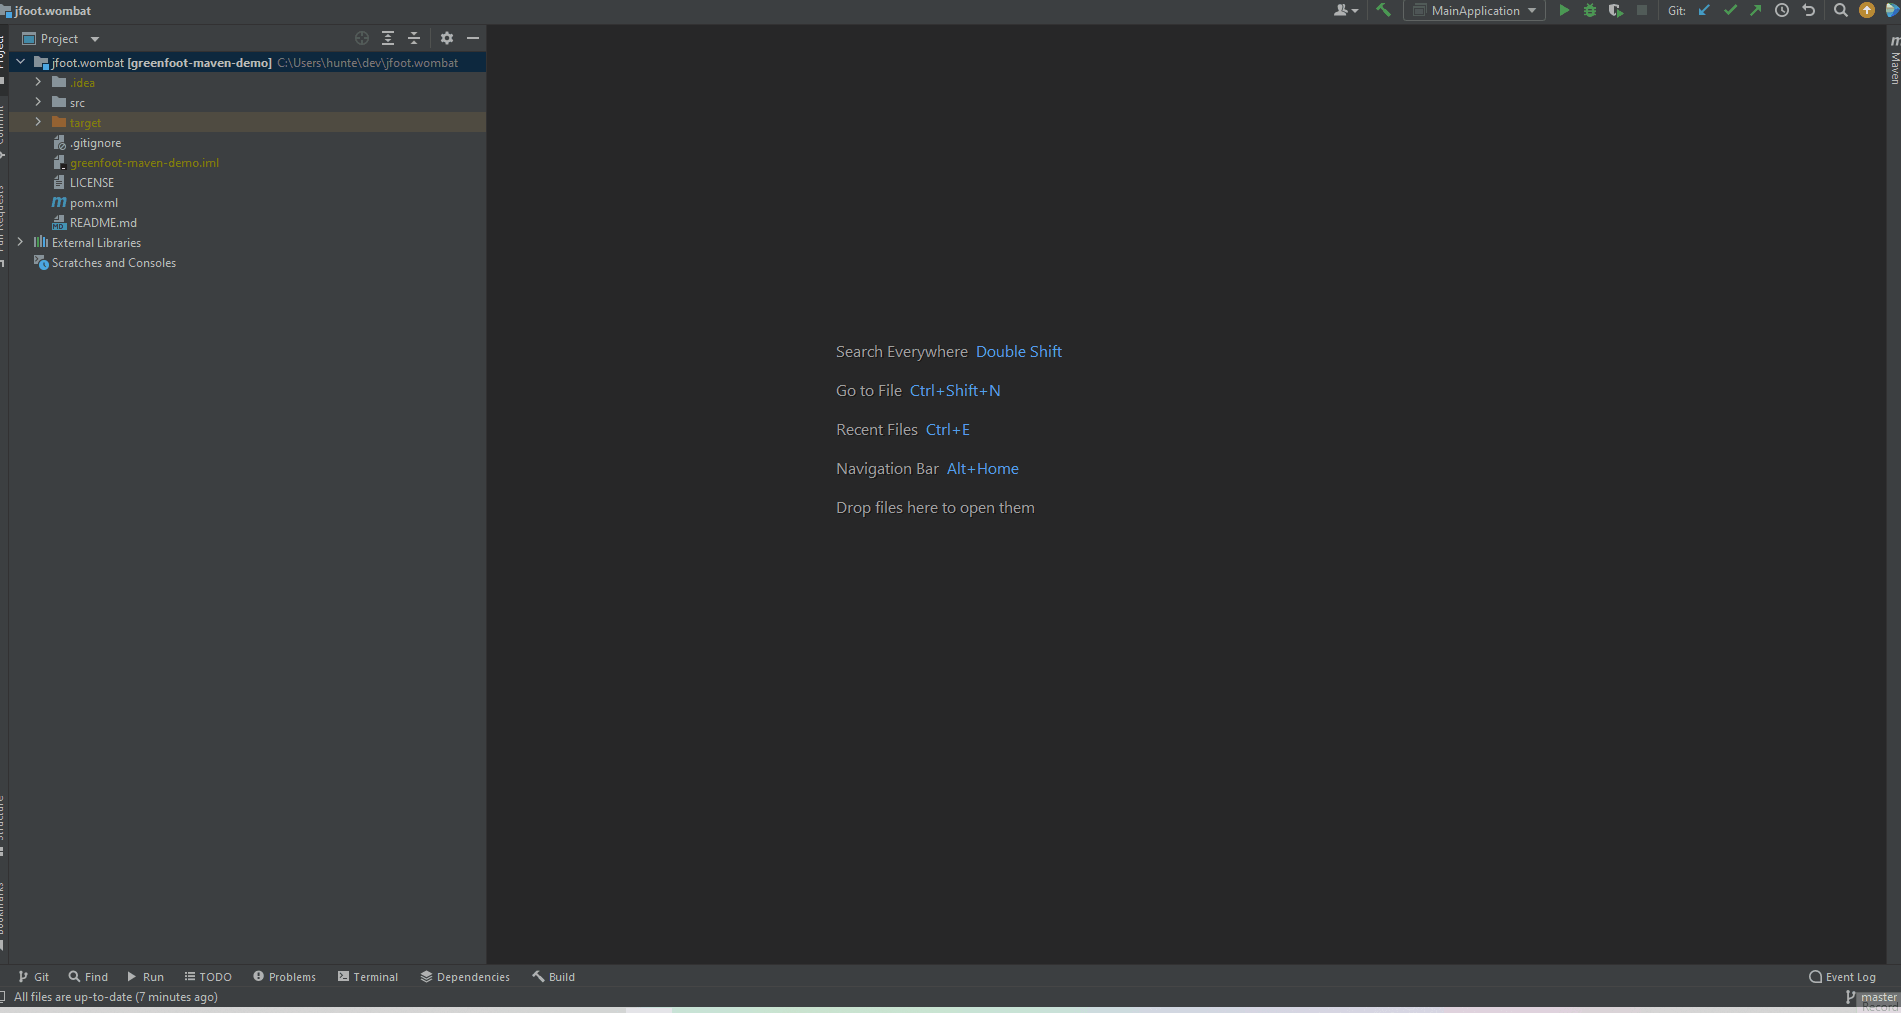 jfoot.wombat
MainApplication
Git:
Project
jfoot.wombat [greenfoot-maven-demo] C:\Users\hunte\dev\jfoot.wombat
.idea
src
target
.gitignore
greenfoot-maven-demo.iml
LICENSE
pom.xml
README.md
External Libraries
Scratches and Consoles
Search Everywhere Double Shift
Go to File Ctrl+Shift+N
Recent Files Ctrl+E
Navigation Bar Alt+Home
Drop files here to open them
Maven
Git Find Run TODO Problems Terminal Dependencies Build
Event Log
All files are up-to-date (7 minutes ago)
master